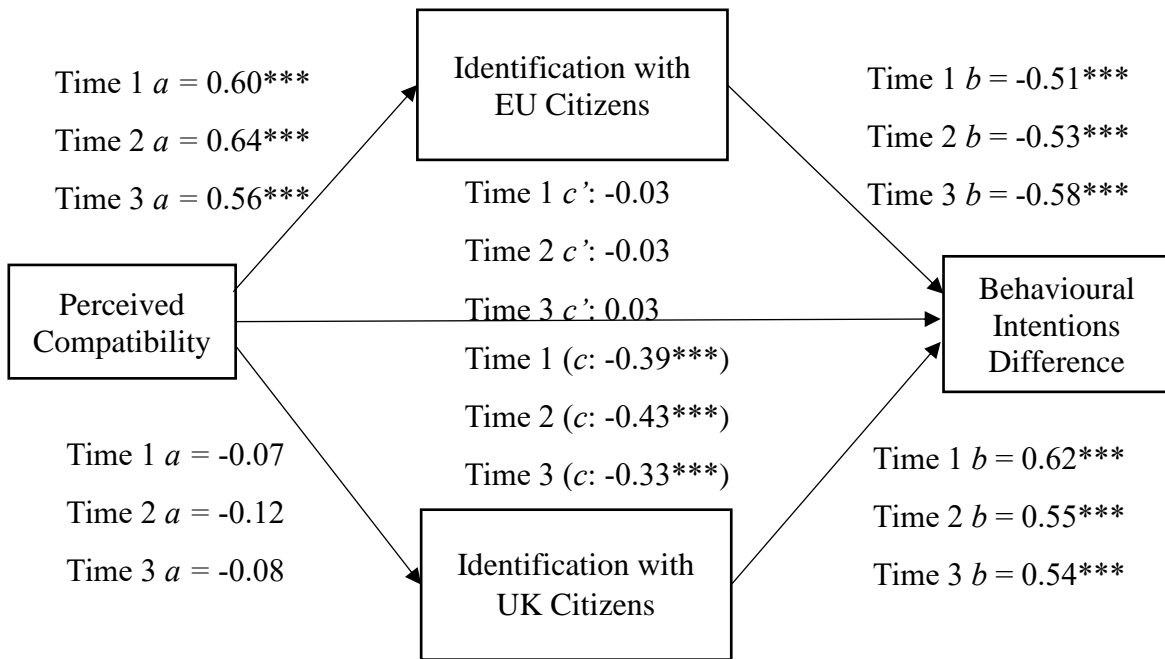 Time 1 a = 0.60***
Time 2 a = 0.64***
Time 3 a = 0.56***
Identification with
EU Citizens
Time 1 b = -0.51***
Time 2 b = -0.53***
Time 3 b = -0.58***
Time 1 c’: -0.03
Time 2 c’: -0.03
Time 3 c’: 0.03
Perceived
Compatibility
Behavioural
Intentions
Difference
Time 1 (c: -0.39***)
Time 2 (c: -0.43***)
Time 3 (c: -0.33***)
Time 1 a = -0.07
Time 2 a = -0.12
Time 3 a = -0.08
Identification with
UK Citizens
Time 1 b = 0.62***
Time 2 b = 0.55***
Time 3 b = 0.54***